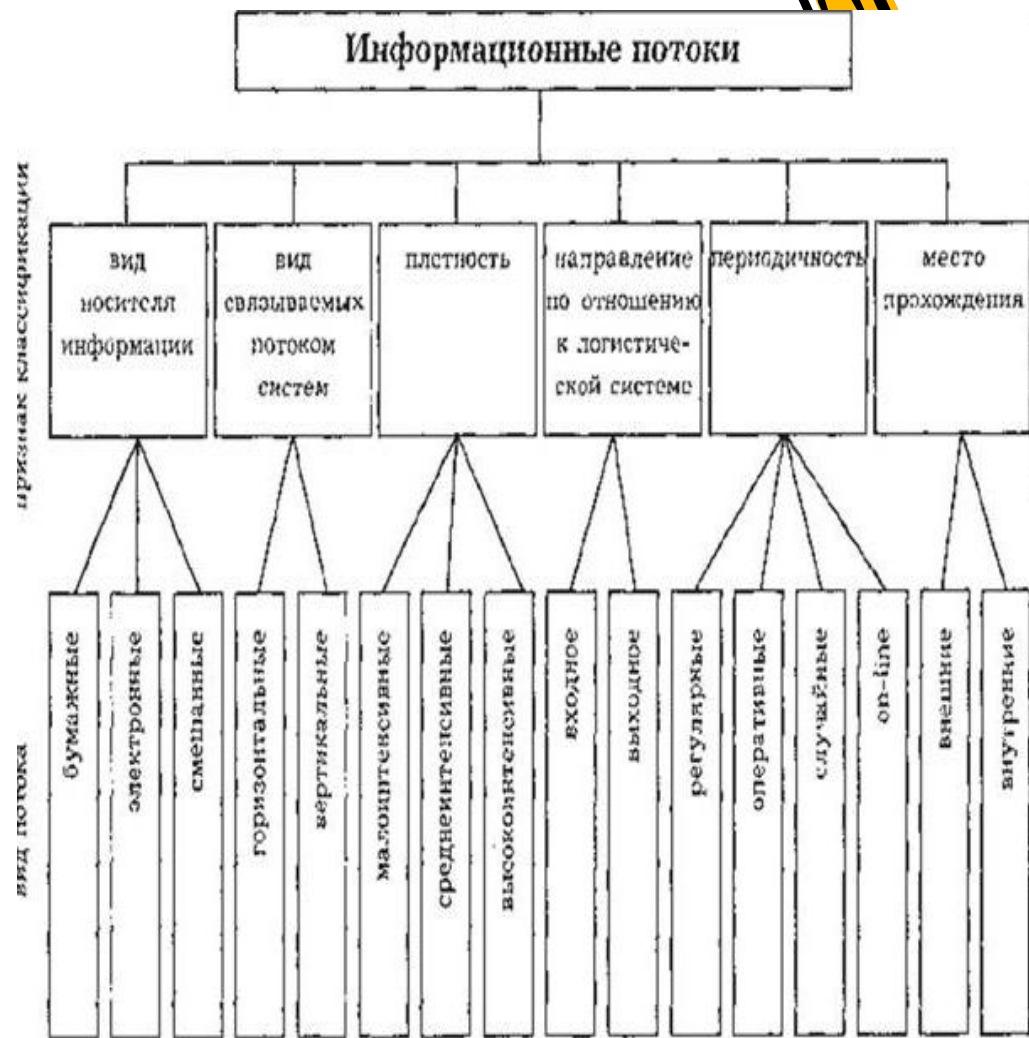 Информационные потоки
признак классификации
вид
носителя
информации
вид
связываемых
потоком
систем
плстность
направление
по отношению
к логистиче-
ской системе
периодичность
место
прохождения
вид потока
бумажные
электронные
смешанные
горизонтальные
вертикальные
малоинтенсивные
среднеинтенсивные
высокоинтенсивные
входное
выходное
регулярные
оперативные
случайные
on-line
внешние
внутренние